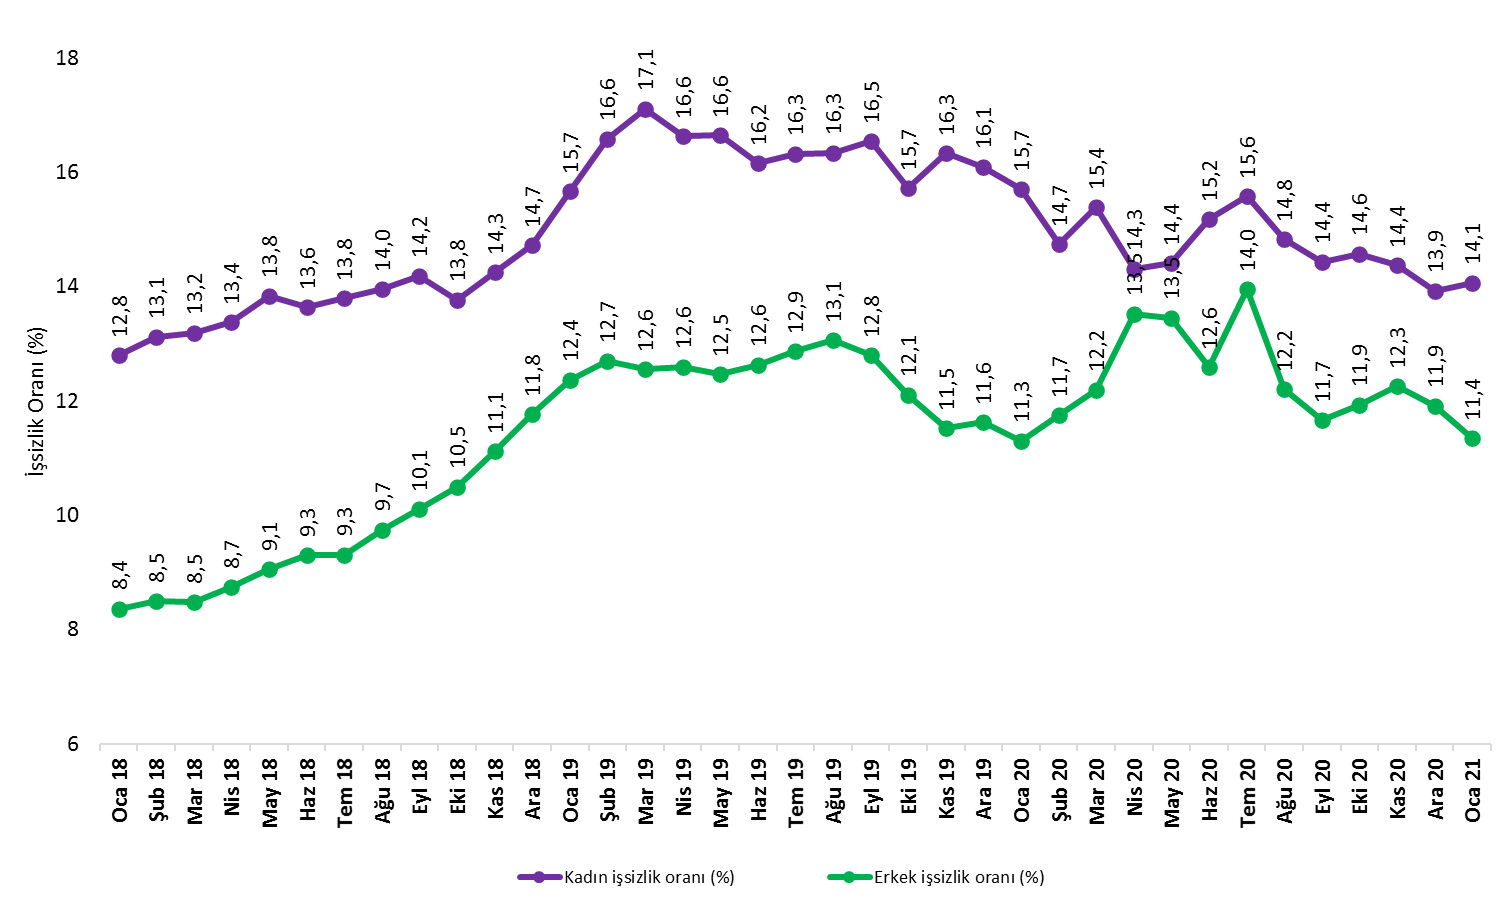 18
16
14
12
10
8
6
İşsizlik Oranı (%)
12,8 13,1 13,2 13,4 13,8 13,6 13,8 14,0 14,2 13,8 14,3 14,7 15,7 16,6 17,1 16,6 16,6 16,2 16,3 16,3 16,5 15,7 16,3 16,1 15,7 14,7 15,4 14,3 14,4 15,2 15,6 14,8 14,4 14,6 14,4 13,9 14,1
8,4 8,5 8,5 8,7 9,1 9,3 9,3 9,7 10,1 10,5 11,1 11,8 12,4 12,7 12,6 12,6 12,5 12,6 12,9 13,1 12,8 12,1 11,5 11,6 11,3 11,7 12,2 13,5 13,5 12,6 14,0 12,2 11,7 11,9 12,3 11,9 11,4
Oca 18 Şub 18 Mar 18 Nis 18 May 18 Haz 18 Tem 18 Ağu 18 Eyl 18 Eki 18 Kas 18 Ara 18 Oca 19 Şub 19 Mar 19 Nis 19 May 19 Haz 19 Tem 19 Ağu 19 Eyl 19 Eki 19 Kas 19 Ara 19 Oca 20 Şub 20 Mar 20 Nis 20 May 20 Haz 20 Tem 20 Ağu 20 Eyl 20 Eki 20 Kas 20 Ara 20 Oca 21
Kadın işsizlik oranı (%) Erkek işsizlik oranı (%)